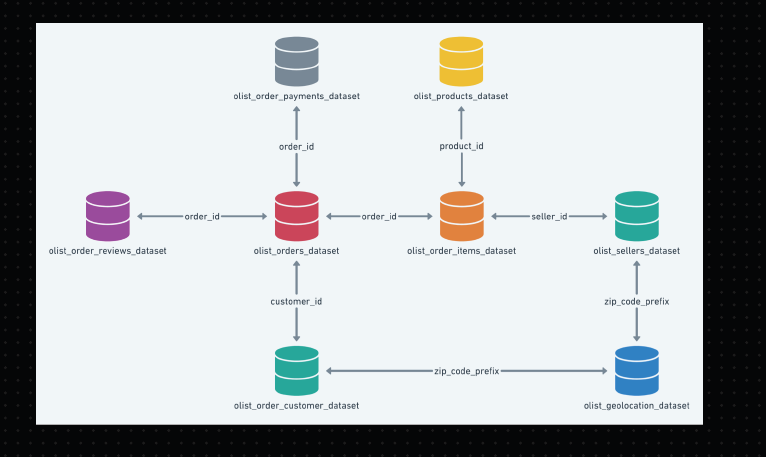 olist_order_payments_dataset
olist_products_dataset
order_id
product_id
order_id
order_id
seller_id
olist_order_reviews_dataset
olist_orders_dataset
olist_order_items_dataset
olist_sellers_dataset
customer_id
zip_code_prefix
zip_code_prefix
olist_order_customer_dataset
olist_geolocation_dataset